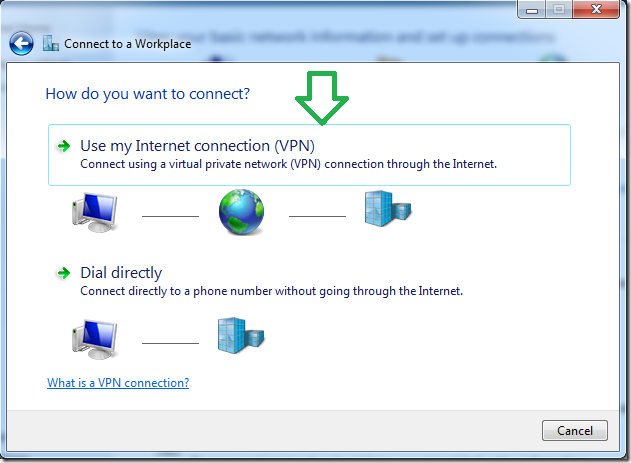 Connect to a Workplace
How do you want to connect?
Use my Internet connection (VPN)
Connect using a virtual private network (VPN) connection through the Internet.
Dial directly
Connect directly to a phone number without going through the Internet.
What is a VPN connection?
Cancel